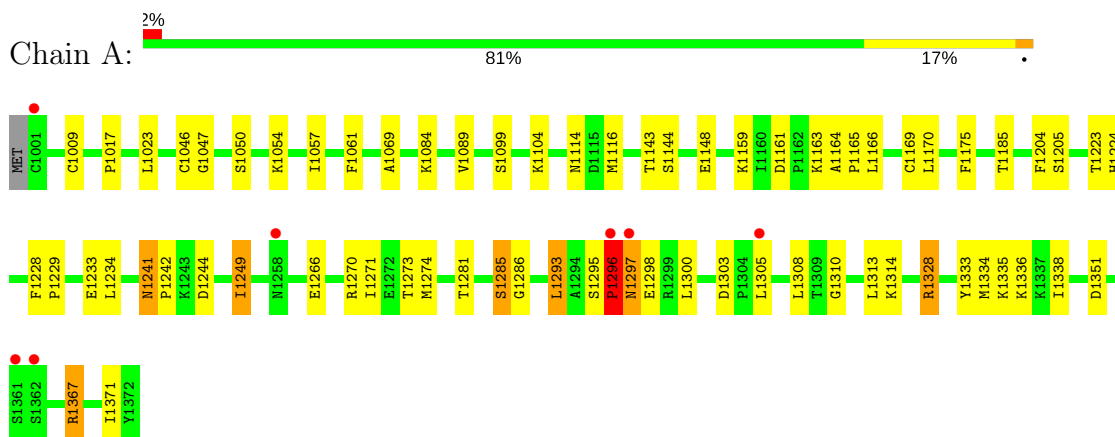 2%
Chain A:
81% 17% •
MET C1001 C1009 P1017 L1023 C1046 G1047 S1050 K1054 I1057 F1061 A1069 K1084 V1089 S1099 K1104 N1114 D1115 M1116 T1143 S1144 E1148 K1159 I1160 D1161 P1162 K1163 A1164 P1165 L1166 C1169 L1170 F1175 T1185 F1204 S1205 T1223 H1224
F1228 P1229 E1233 L1234 N1241 P1242 K1243 D1244 I1249 N1258 E1266 R1270 I1271 E1272 T1273 M1274 T1281 S1285 G1286 L1293 A1294 S1295 P1296 N1297 E1298 R1299 L1300 D1303 P1304 L1305 L1308 T1309 G1310 L1313 K1314 R1328 Y1333 M1334 K1335 K1336 K1337 I1338 D1351
S1361 S1362 R1367 I1371 Y1372